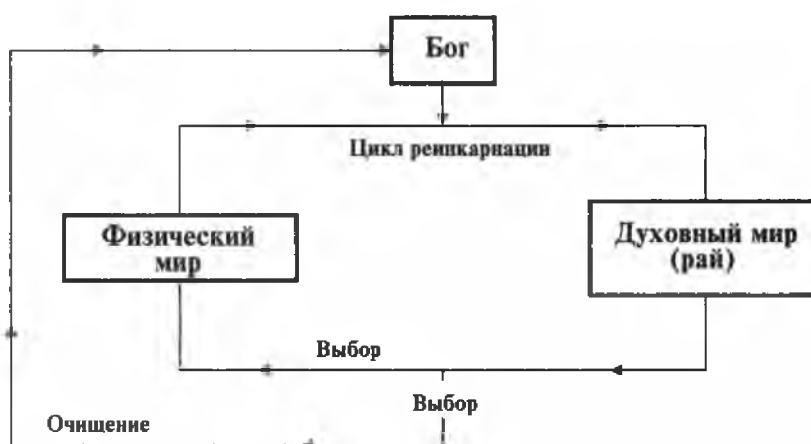 Бог
Цикл реинкарнации
Физический
мир
Духовный мир
(рай)
Выбор
Выбор
Очищение